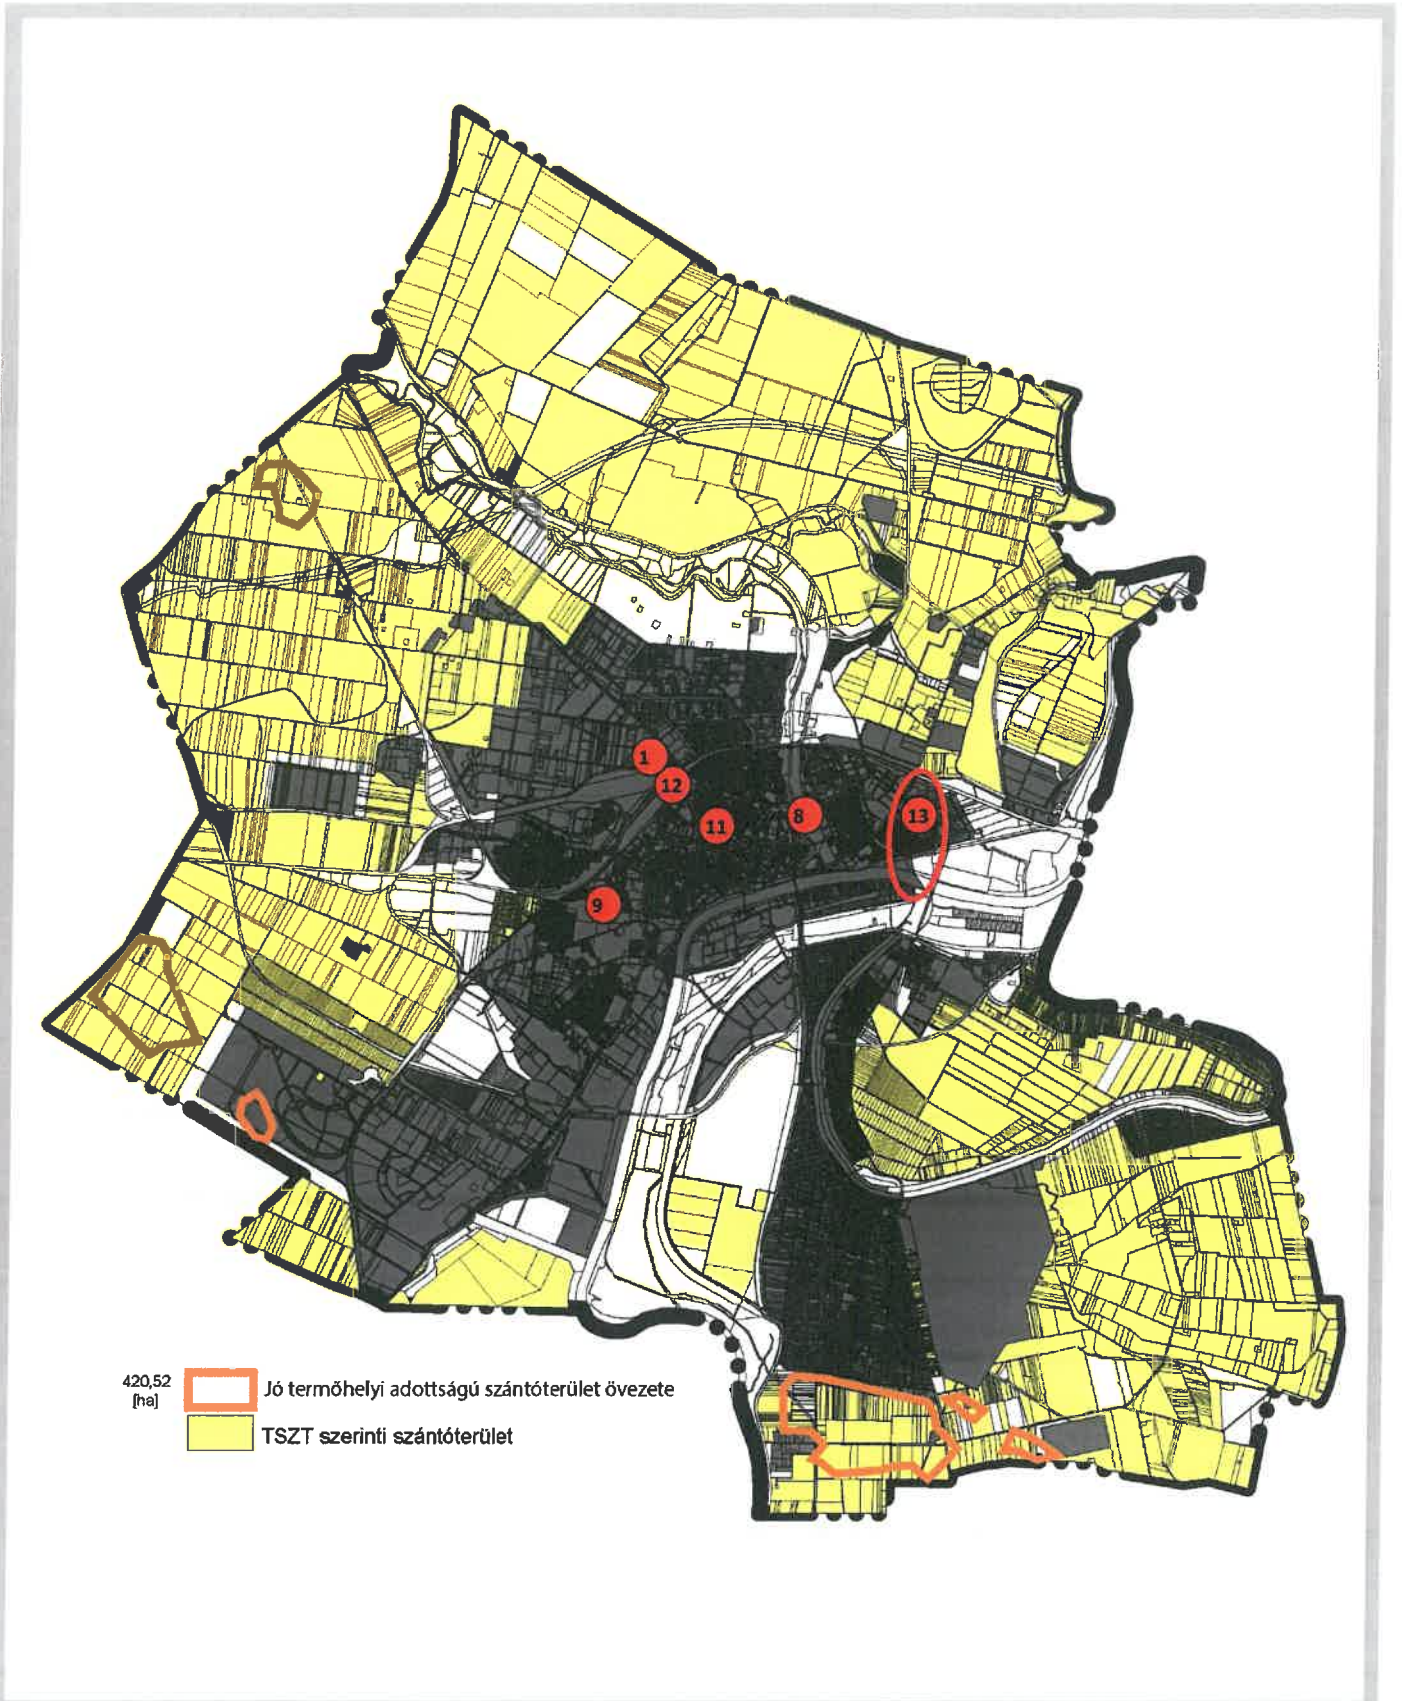 1
12
11
8
13
9
420,52
[ha]
Jó termőhelyi adottságú szántóterület övezete
TSZT szerinti szántóterület